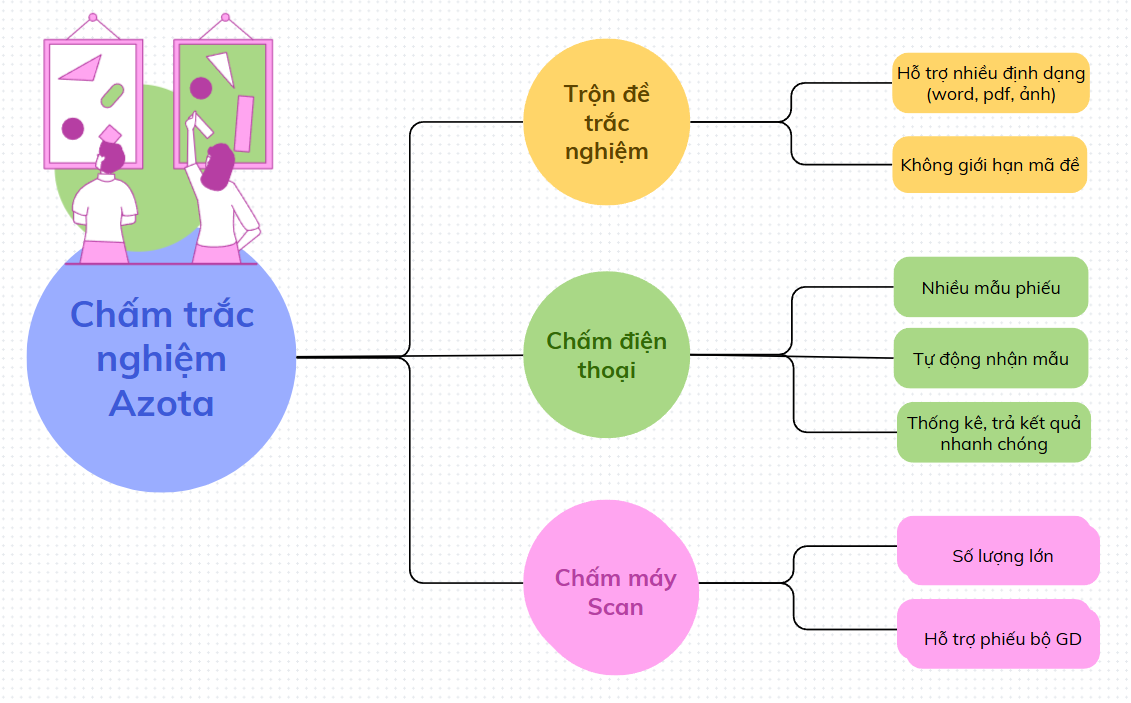 Chấm trắc
nghiệm
Azota
Trộn đề
trắc
nghiệm
Hỗ trợ nhiều định dạng
(word, pdf, ảnh)
Không giới hạn mã đề
Chấm điện
thoại
Nhiều mẫu phiếu
Tự động nhận mẫu
Thống kê, trả kết quả
nhanh chóng
Chấm máy
Scan
Số lượng lớn
Hỗ trợ phiếu bộ GD